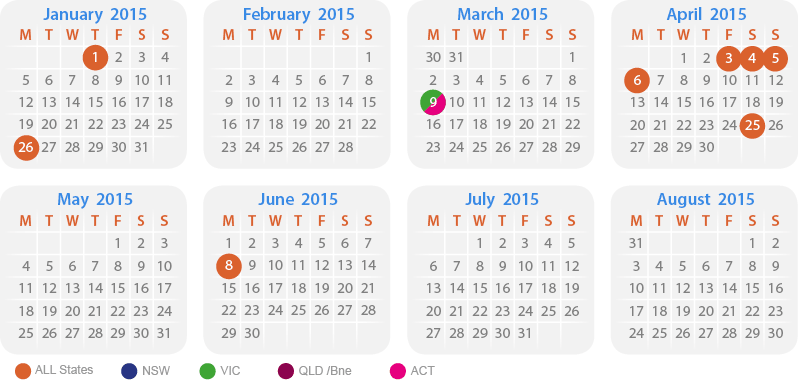 January 2015
M T W T F S S
1 2 3 4
5 6 7 8 9 10 11
12 13 14 15 16 17 18
19 20 21 22 23 24 25
26 27 28 29 30 31
February 2015
M T W T F S S
1
2 3 4 5 6 7 8
9 10 11 12 13 14 15
16 17 18 19 20 21 22
23 24 25 26 27 28
March 2015
M T W T F S S
30 31 1
2 3 4 5 6 7 8
9 10 11 12 13 14 15
16 17 18 19 20 21 22
23 24 25 26 27 28 29
April 2015
M T W T F S S
1 2 3 4 5
6 7 8 9 10 11 12
13 14 15 16 17 18 19
20 21 22 23 24 25 26
27 28 29 30
May 2015
M T W T F S S
1 2 3
4 5 6 7 8 9 10
11 12 13 14 15 16 17
18 19 20 21 22 23 24
25 26 27 28 29 30 31
June 2015
M T W T F S S
1 2 3 4 5 6 7
8 9 10 11 12 13 14
15 16 17 18 19 20 21
22 23 24 25 26 27 28
29 30
July 2015
M T W T F S S
1 2 3 4 5
6 7 8 9 10 11 12
13 14 15 16 17 18 19
20 21 22 23 24 25 26
27 28 29 30 31
August 2015
M T W T F S S
31 1 2
3 4 5 6 7 8 9
10 11 12 13 14 15 16
17 18 19 20 21 22 23
24 25 26 27 28 29 30
ALL States NSW VIC QLD /Bne ACT